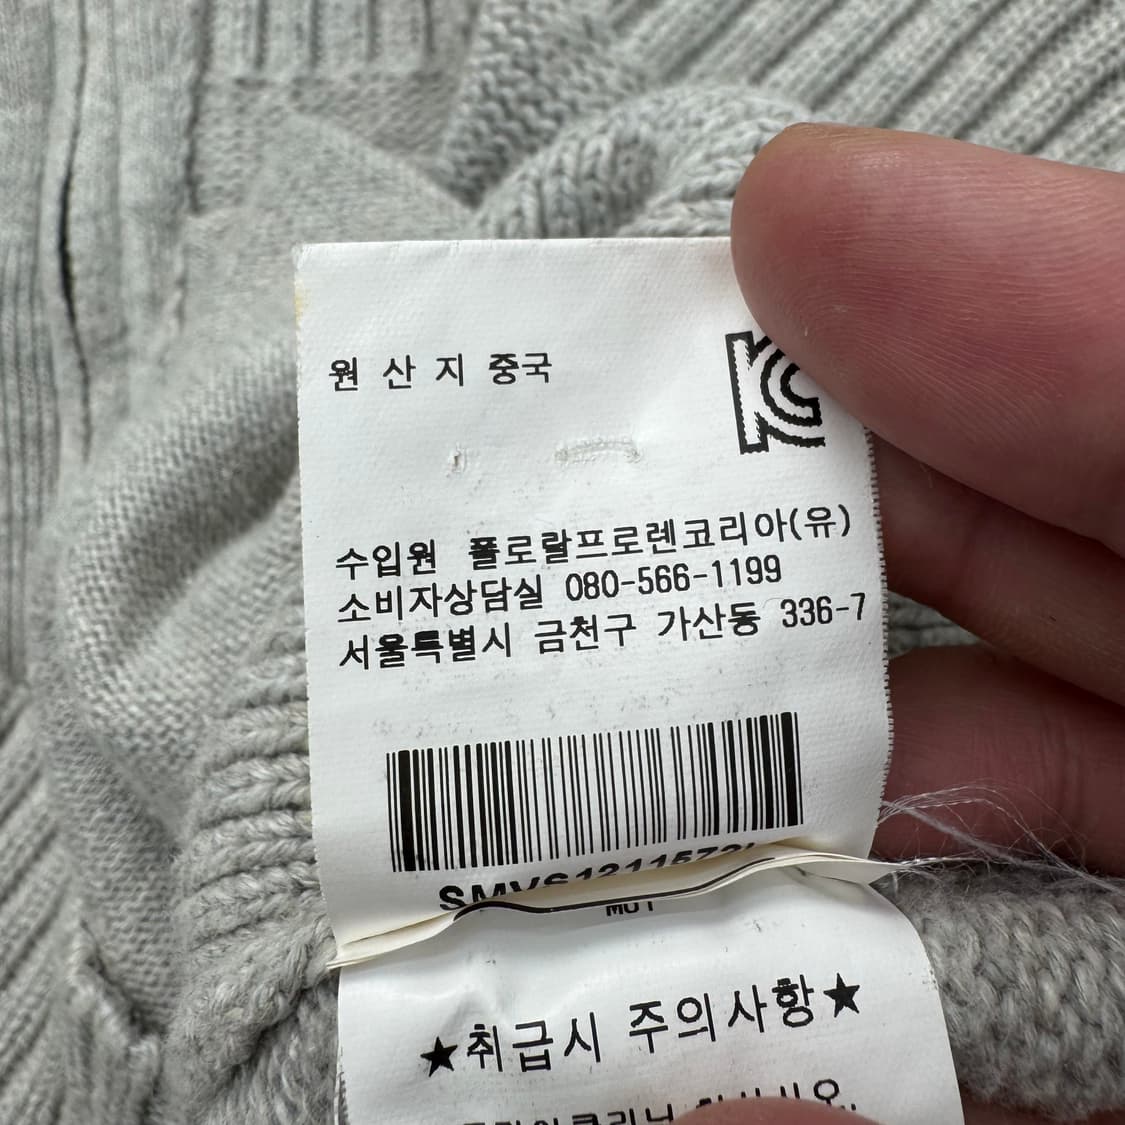 원 산 지 중국
KC
수입원 폴로랄프로렌코리아(유)
소비자상담실 080-566-1199
서울특별시 금천구 가산동 336-7
★취급시 주의사항★